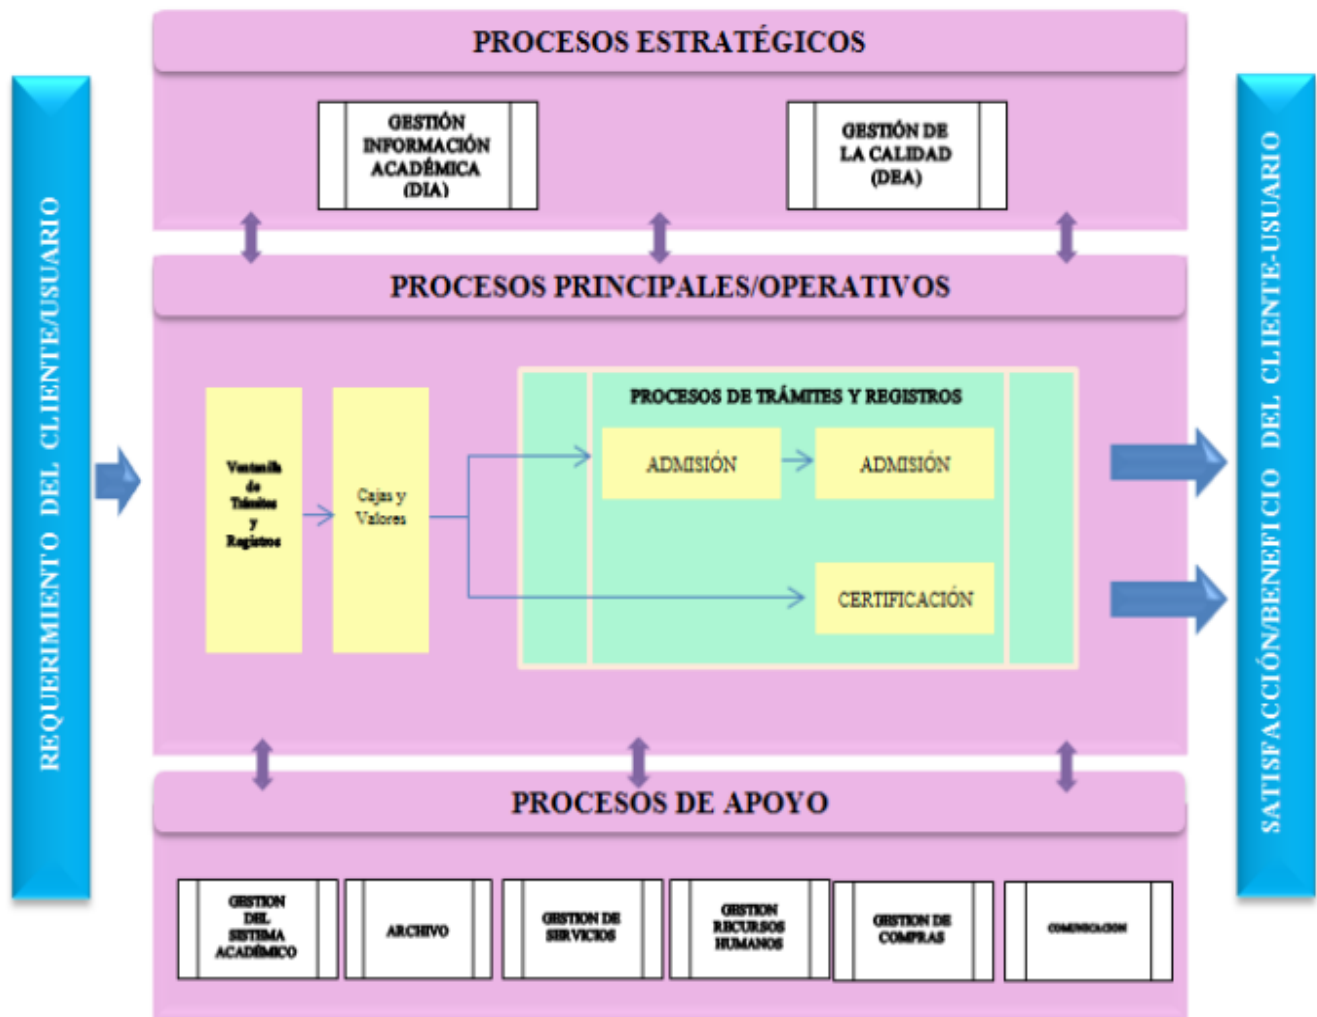 PROCESOS ESTRATÉGICOS
GESTIÓN
INFORMACIÓN
ACADÉMICA
(DIA)
GESTIÓN DE
LA CALIDAD
(DEA)
REQUERIMIENTO DEL CLIENTE/USUARIO
PROCESOS PRINCIPALES/OPERATIVOS
Ventanilla
de
Trámites
y
Registros
Cajas y
Valores
PROCESOS DE TRÁMITES Y REGISTROS
ADMISIÓN
ADMISIÓN
CERTIFICACIÓN
SATISFACCIÓN/BENEFICIO DEL CLIENTE-USUARIO
PROCESOS DE APOYO
GESTION
DEL
SISTEMA
ACADÉMICO
ARCHIVO
GESTION DE
SERVICIOS
GESTION
RECURSOS
HUMANOS
GESTION DE
COMPRAS
COMUNICACION